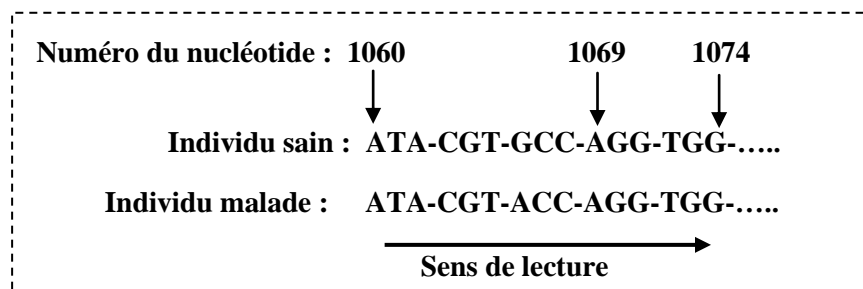 Numéro du nucléotide : 1060 1069 1074
Individu sain : ATA-CGT-GCC-AGG-TGG-…..
Individu malade : ATA-CGT-ACC-AGG-TGG-…..
Sens de lecture